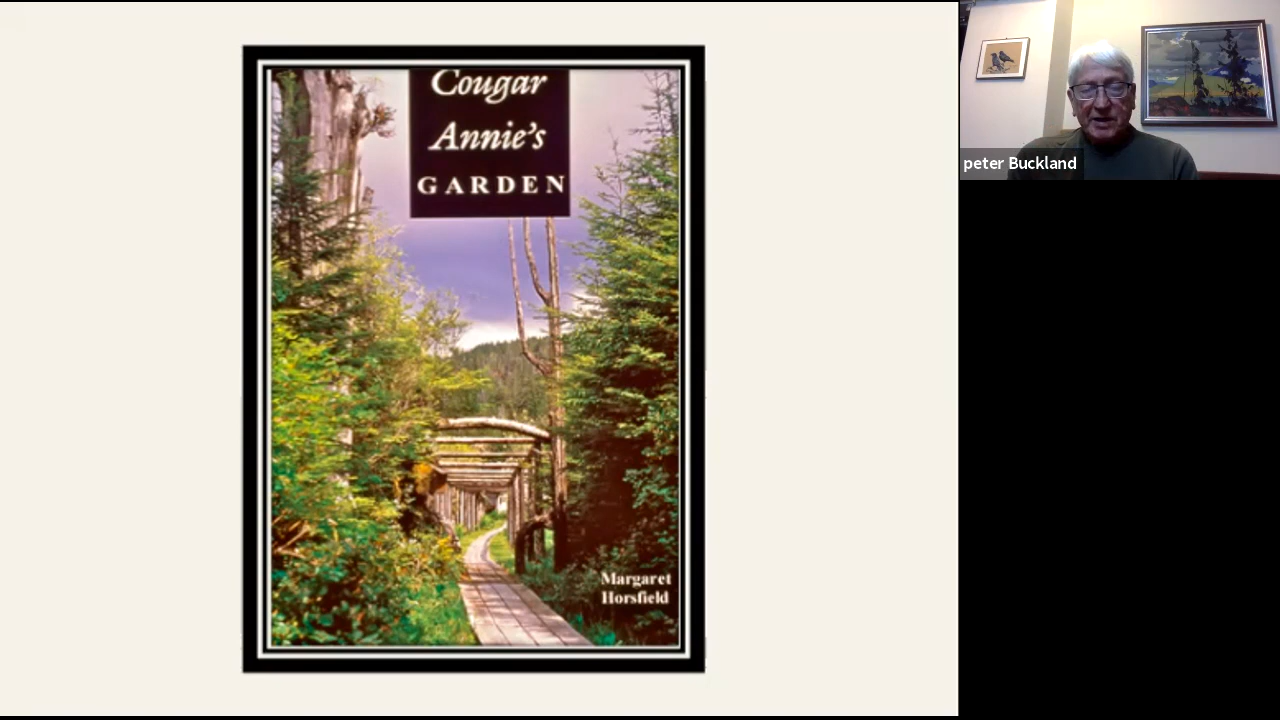 Cougar
Annie's
GARDEN
Margaret
Horsfield
peter Buckland